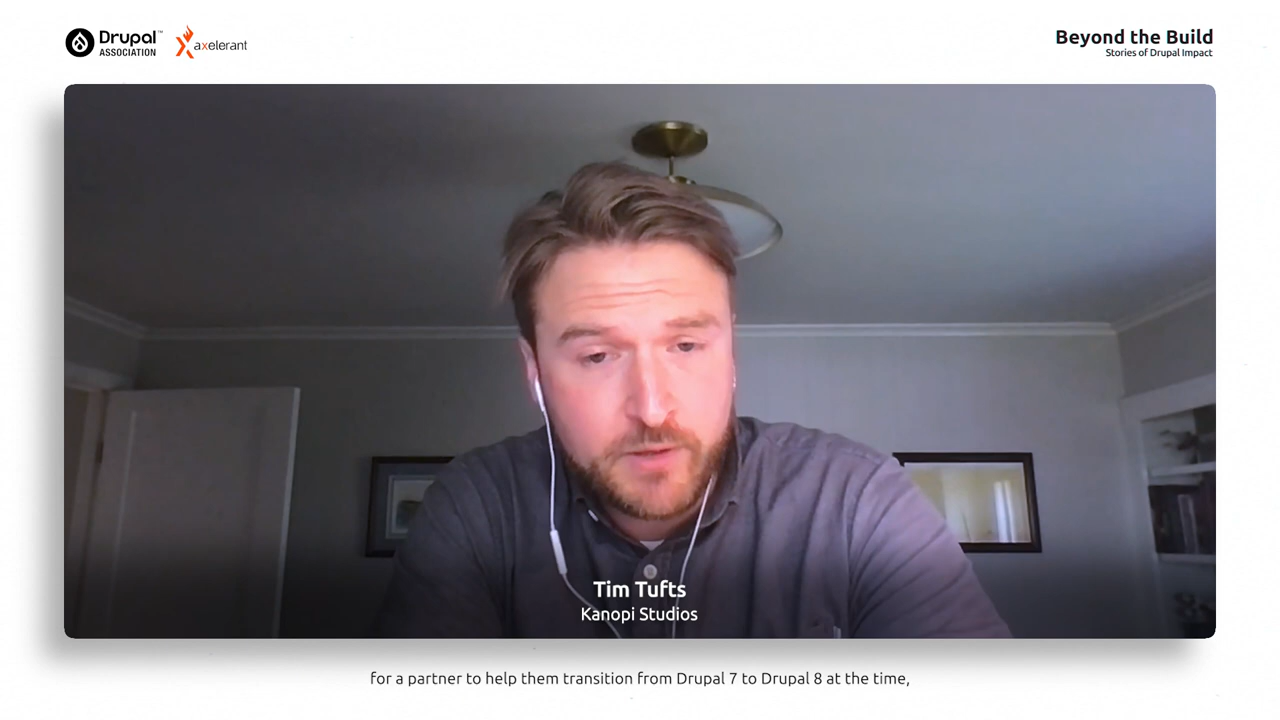 Drupal™
ASSOCIATION
axelerant
Beyond the Build
Stories of Drupal Impact
Tim Tufts
Kanopi Studios
for a partner to help them transition from Drupal 7 to Drupal 8 at the time,